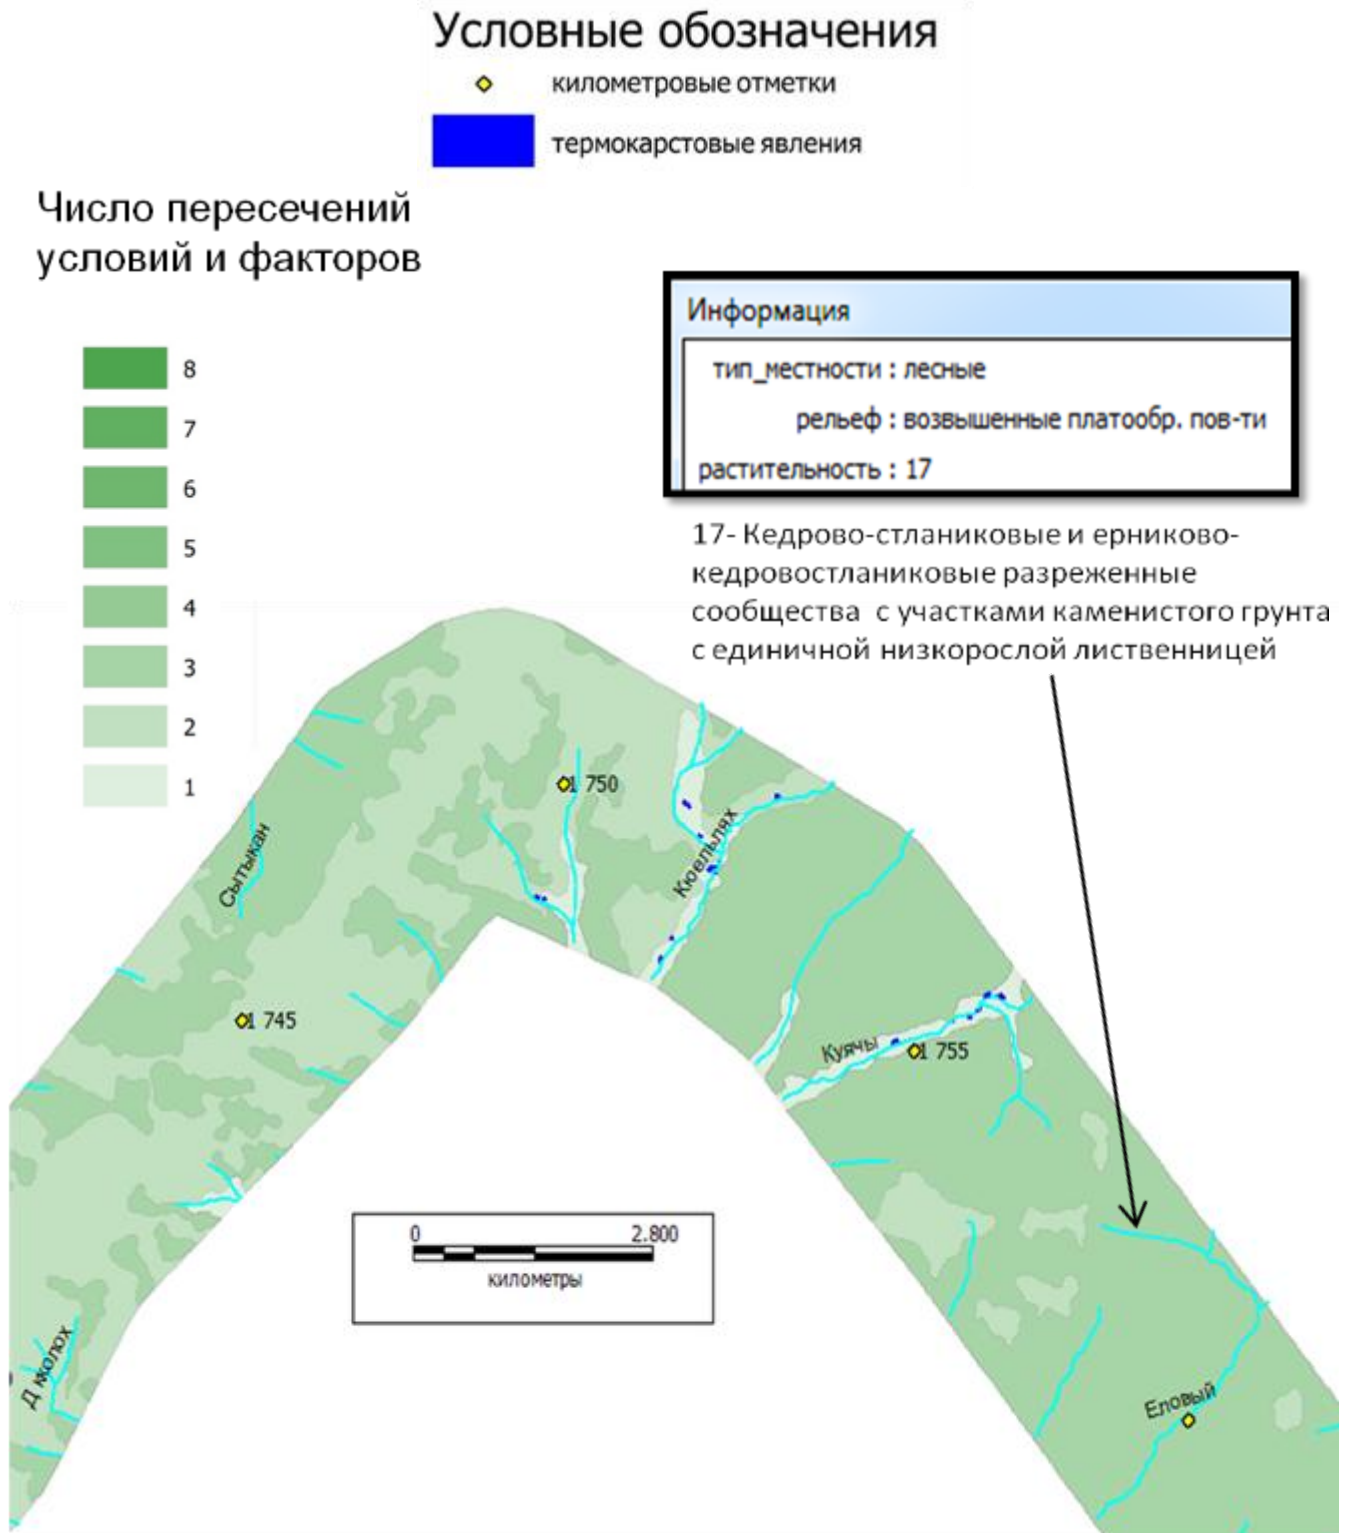 Условные обозначения
километровые отметки
термокарстовые явления
Число пересечений
условий и факторов
8
7
6
5
4
3
2
1
Информация
тип_местности : лесные
рельеф : возвышенные платообр. пов-ти
растительность : 17
17- Кедрово-стланиковые и ерниково-
кедровостланиковые разреженные
сообщества с участками каменистого грунта
с единичной низкорослой лиственницей
1 750
Кюельлях
Сытыкан
1 745
Куячы
1 755
0 2.800
километры
Еловый